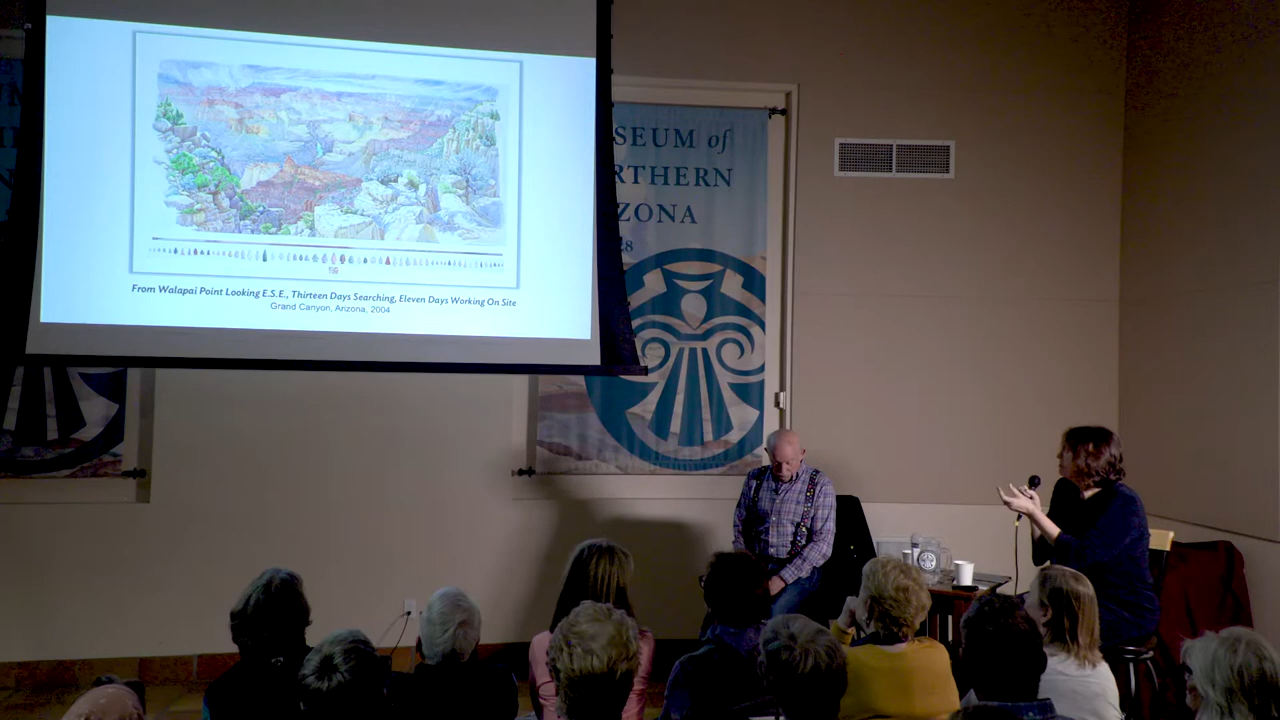 From Walapai Point Looking E.S.E., Thirteen Days Searching, Eleven Days Working On Site
Grand Canyon, Arizona, 2004
SEUM of
RTHERN
ZONA
28